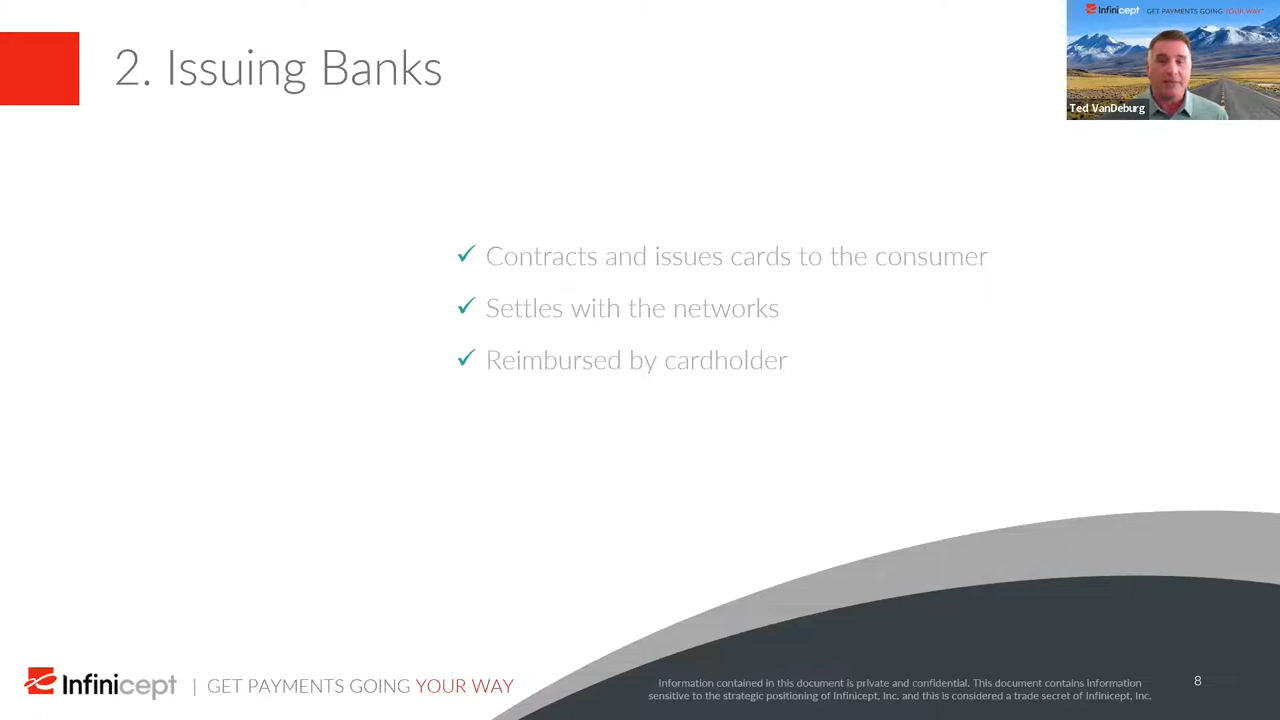 2. Issuing Banks
Infinicept GET PAYMENTS GOING YOUR WAY™
Ted VanDeburg
✓ Contracts and issues cards to the consumer
✓ Settles with the networks
✓ Reimbursed by cardholder
Infinicept | GET PAYMENTS GOING YOUR WAY
Information contained in this document is private and confidential. This document contains Information
sensitive to the strategic positioning of Infinicept, Inc. and this is considered a trade secret of Infinicept, Inc.
8